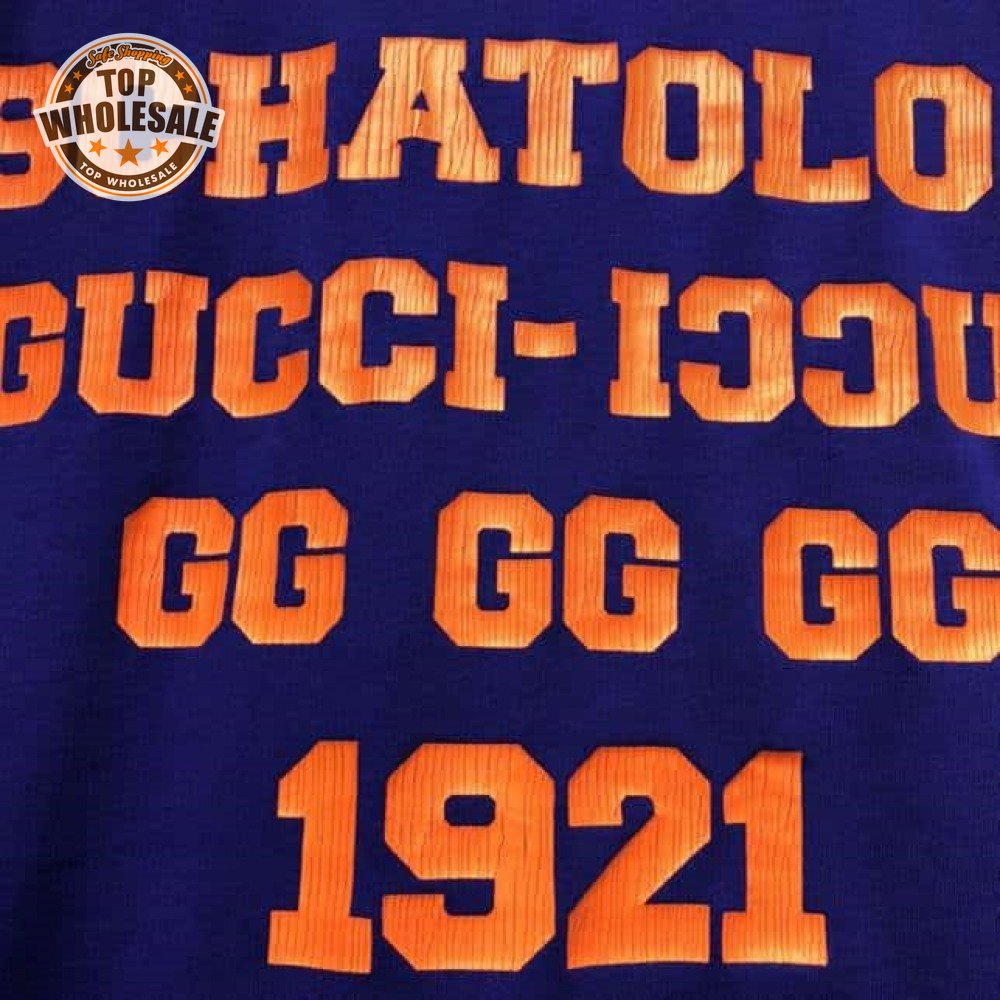 Safe Shopping
TOP
WHOLESALE
TOP WHOLESALE
HATOLO
GUCCI-IƆƆU
GG GG GG
1921